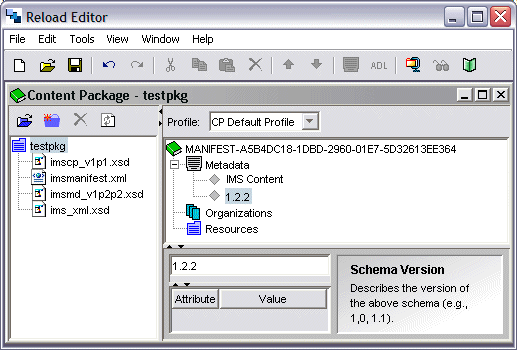 Reload Editor
File Edit Tools View Window Help
ADL
Content Package - testpkg
Profile: CP Default Profile
testpkg
imscp_v1p1.xsd
imsmanifest.xml
imsmd_v1p2p2.xsd
ims_xml.xsd
MANIFEST-A5B4DC18-1DBD-2960-01E7-5D32613EE364
Metadata
IMS Content
1.2.2
Organizations
Resources
1.2.2
Attribute Value
Schema Version
Describes the version of
the above schema (e.g.,
1,0, 1.1).